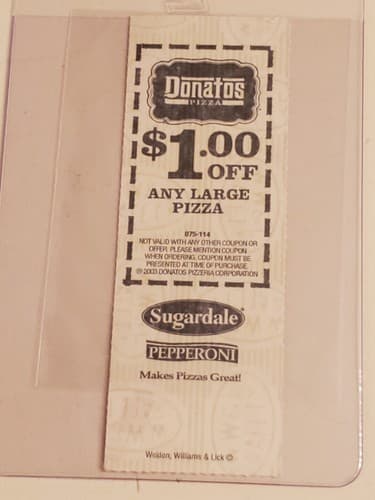 Donatos
PIZZA
$1.00
OFF
ANY LARGE
PIZZA
075-114
NOT VALID WITH ANY OTHER COUPON OR
OFFER. PLEASE MENTION COUPON
WHEN ORDERING. COUPON MUST BE
PRESENTED AT TIME OF PURCHASE.
© 2003 DONATOS PIZZERIA CORPORATION
Sugardale
PEPPERONI
Makes Pizzas Great!
Weldon, Williams & Lick ©